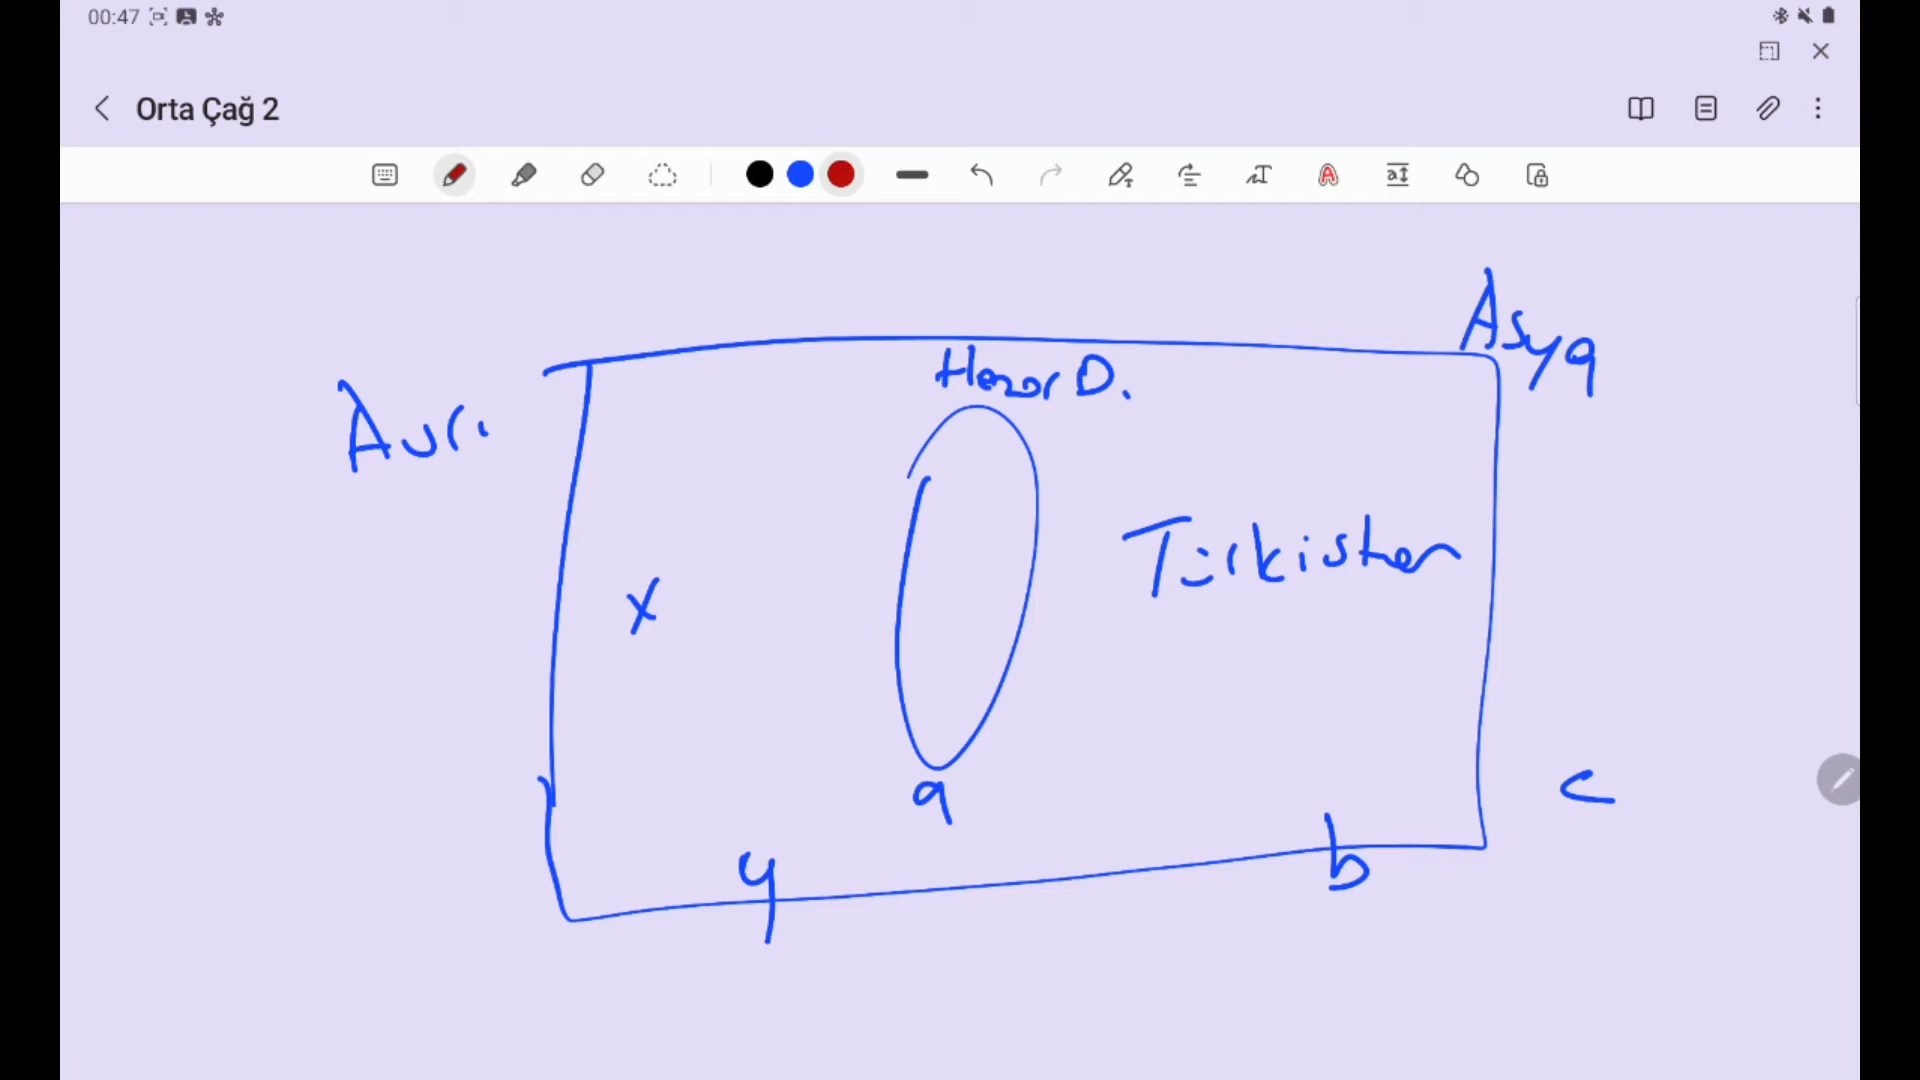 00:47
Orta Çağ 2
Asya
Hazar D.
Avr.
Türkistan
x
a
c
y
b